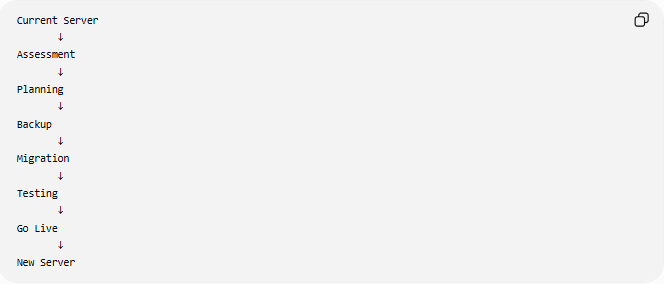 Current Server
↓
Assessment
↓
Planning
↓
Backup
↓
Migration
↓
Testing
↓
Go Live
↓
New Server